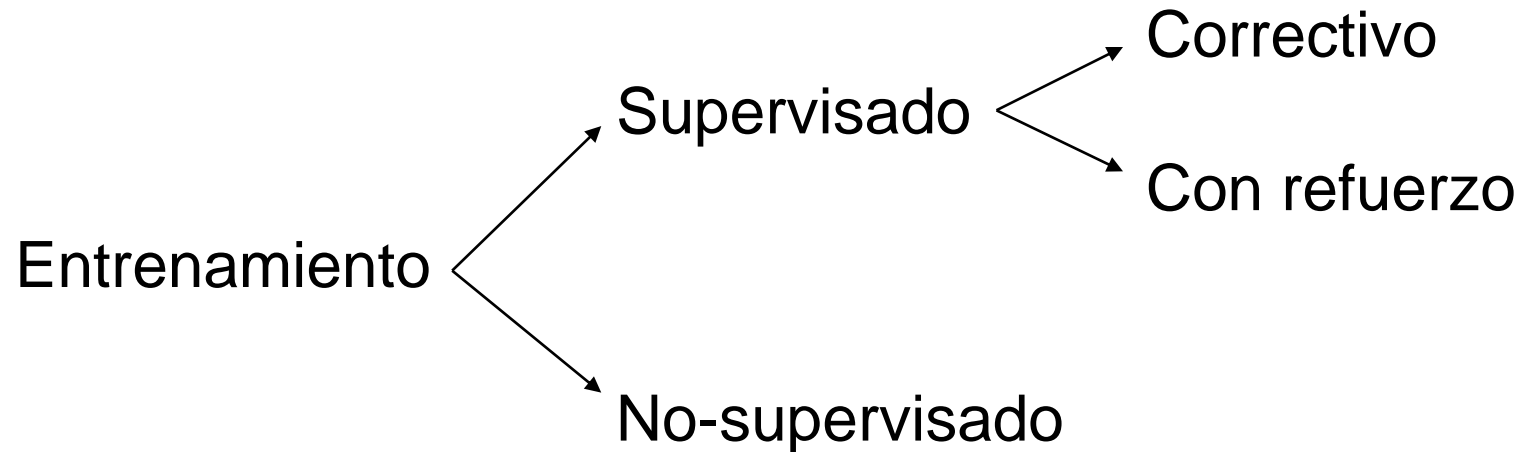 Correctivo
Supervisado
Con refuerzo
Entrenamiento
No-supervisado